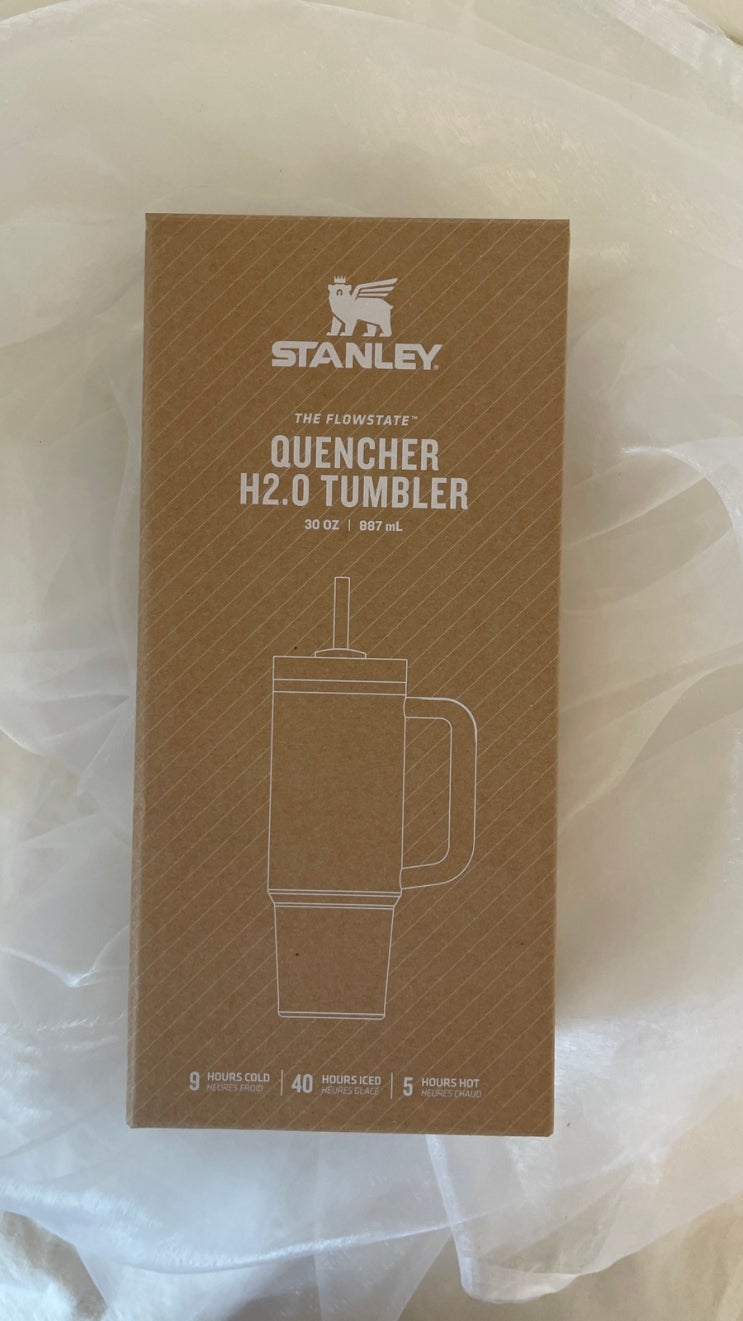 STANLEY®
THE FLOWSTATE™
QUENCHER
H2.0 TUMBLER
30 OZ | 887 mL
9 HOURS COLD HEURES FROID | 40 HOURS ICED HEURES GLACÉ | 5 HOURS HOT HEURES CHAUD